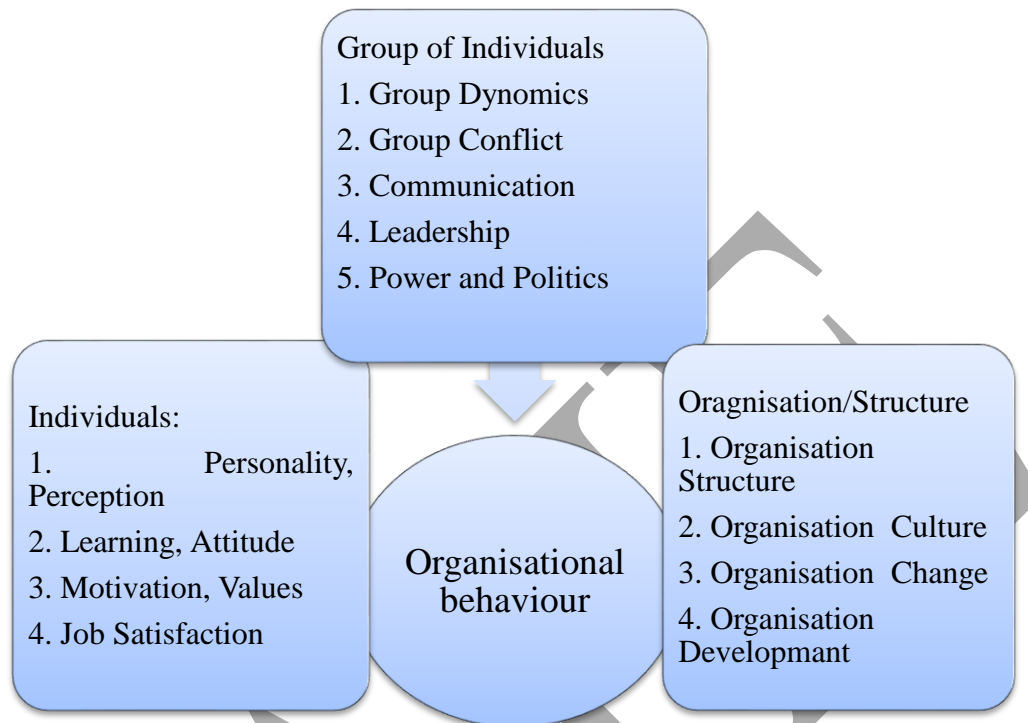 Group of Individuals
1. Group Dynomics
2. Group Conflict
3. Communication
4. Leadership
5. Power and Politics
Individuals:
1. Personality,
Perception
2. Learning, Attitude
3. Motivation, Values
4. Job Satisfaction
Organisational
behaviour
Oragnisation/Structure
1. Organisation
Structure
2. Organisation Culture
3. Organisation Change
4. Organisation
Developmant